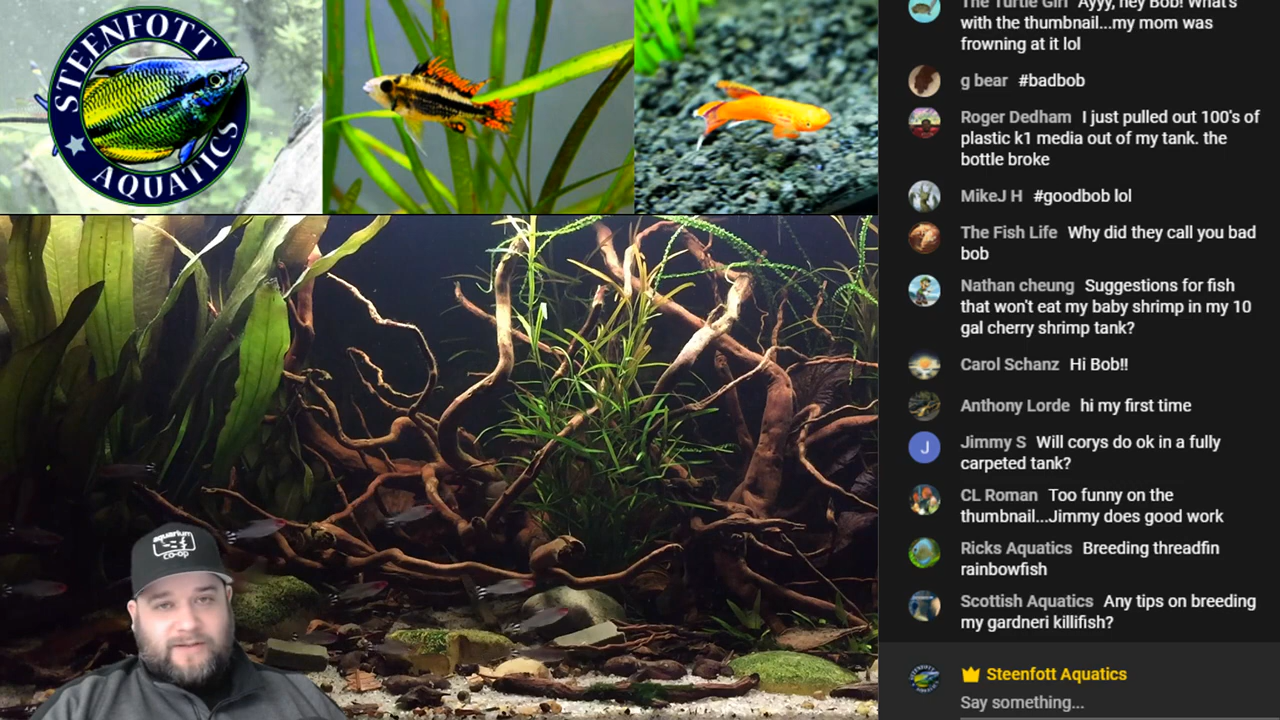 STEENFOTT
AQUATICS
aquarium
co-op
The Turtle Girl Ayyy, hey Bob! What's
with the thumbnail...my mom was
frowning at it lol
g bear #badbob
Roger Dedham I just pulled out 100's of
plastic k1 media out of my tank. the
bottle broke
MikeJ H #goodbob lol
The Fish Life Why did they call you bad
bob
Nathan cheung Suggestions for fish
that won't eat my baby shrimp in my 10
gal cherry shrimp tank?
Carol Schanz Hi Bob!!
Anthony Lorde hi my first time
J
Jimmy S Will corys do ok in a fully
carpeted tank?
CL Roman Too funny on the
thumbnail...Jimmy does good work
Ricks Aquatics Breeding threadfin
rainbowfish
Scottish Aquatics Any tips on breeding
my gardneri killifish?
Steenfott Aquatics
Say something...